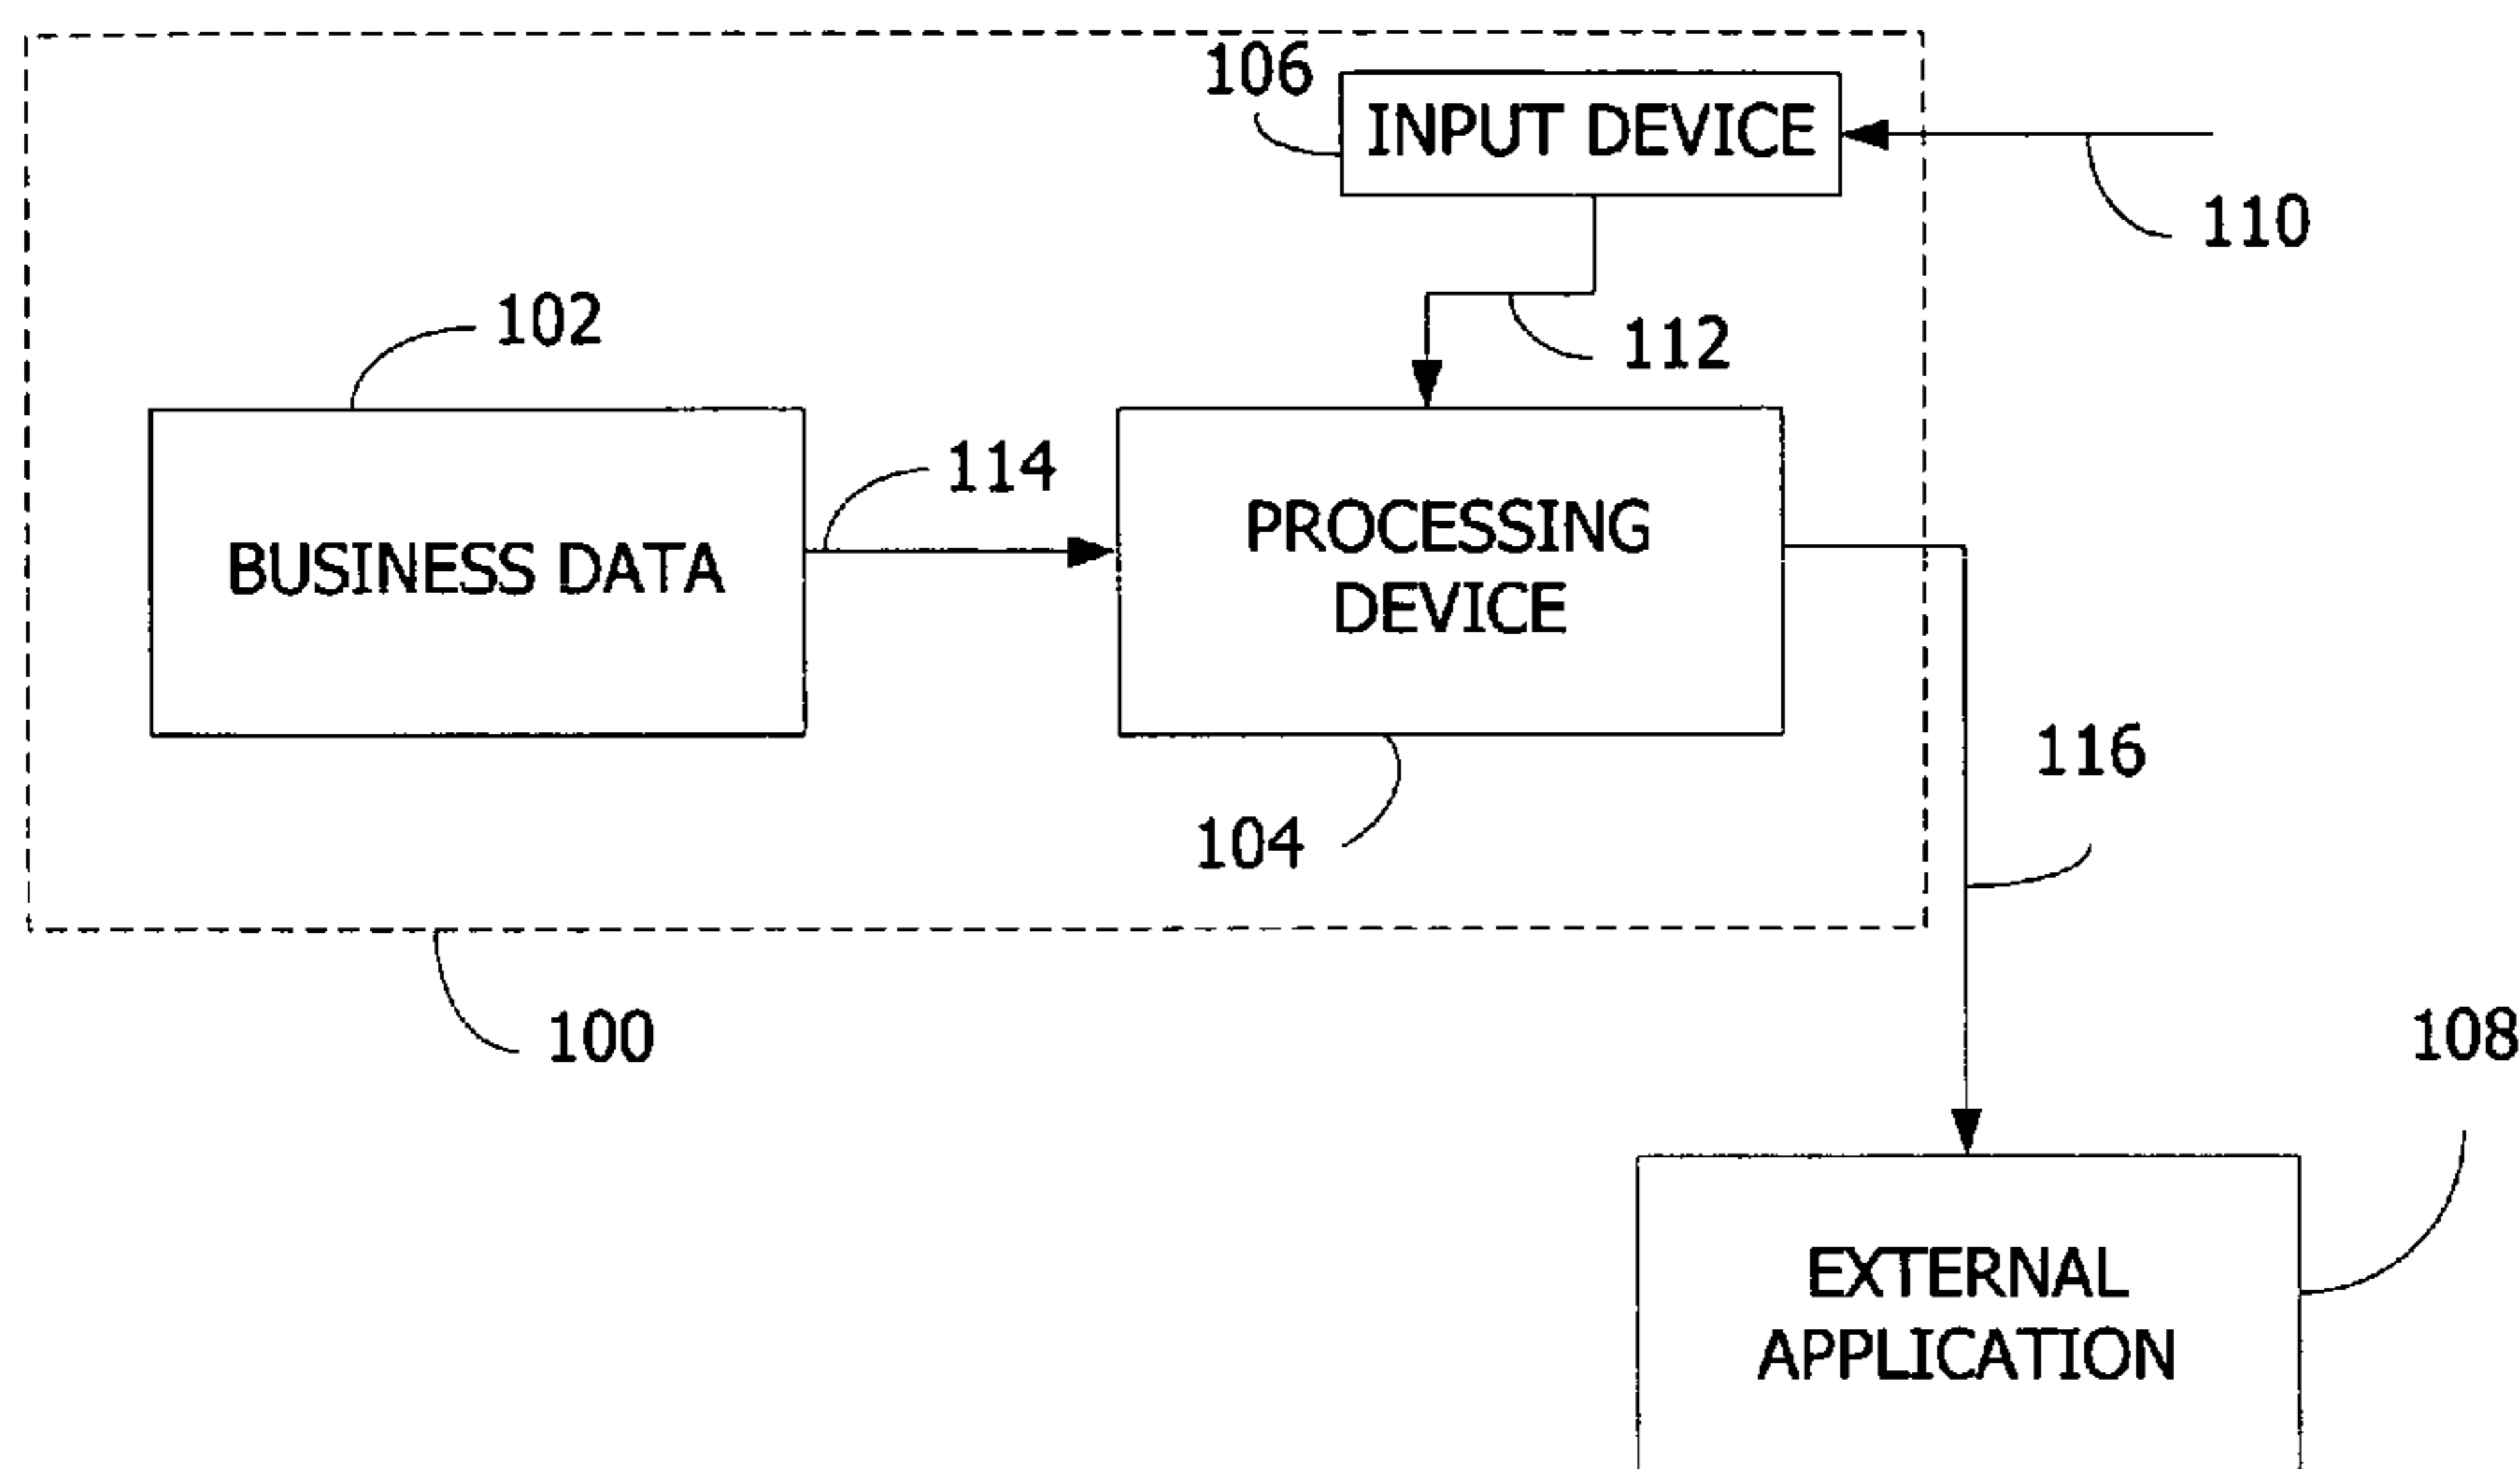 106
INPUT DEVICE
110
102
112
114
BUSINESS DATA
PROCESSING
DEVICE
116
104
100
108
EXTERNAL
APPLICATION